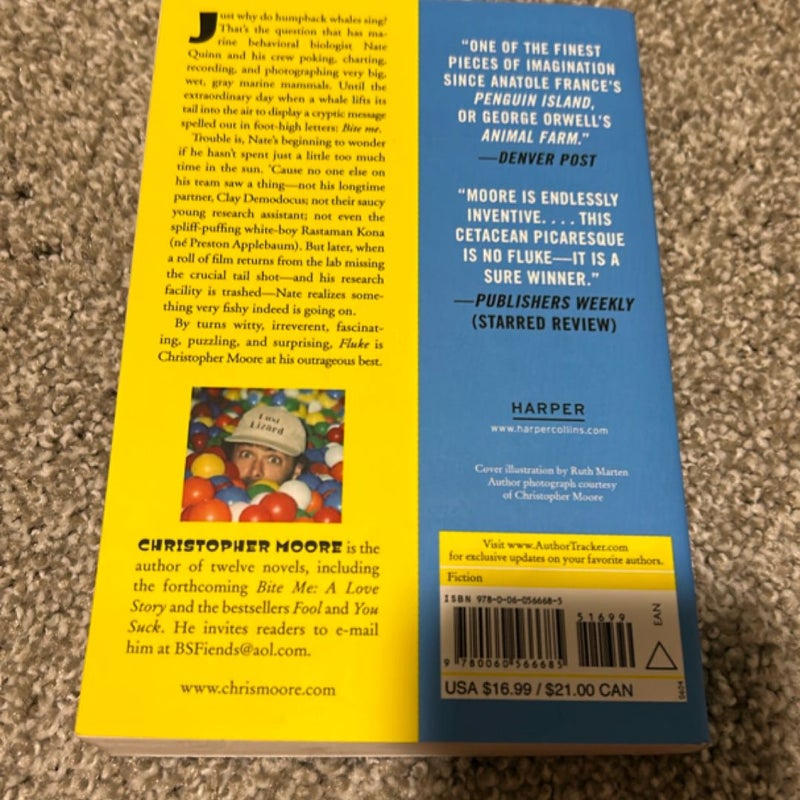 Just why do humpback whales sing?
That's the question that has ma-
rine behavioral biologist Nate
Quinn and his crew poking, charting,
recording, and photographing very big,
wet, gray marine mammals. Until the
extraordinary day when a whale lifts its
tail into the air to display a cryptic message
spelled out in foot-high letters: Bite me.
Trouble is, Nate's beginning to wonder
if he hasn't spent just a little too much
time in the sun. 'Cause no one else on
his team saw a thing—not his longtime
partner, Clay Demodocus; not their saucy
young research assistant; not even the
spliff-puffing white-boy Rastaman Kona
(né Preston Applebaum). But later, when
a roll of film returns from the lab missing
the crucial tail shot—and his research
facility is trashed—Nate realizes some-
thing very fishy indeed is going on.
By turns witty, irreverent, fascinat-
ing, puzzling, and surprising, Fluke is
Christopher Moore at his outrageous best.
Lust
Lizard
CHRISTOPHER MOORE is the
author of twelve novels, including
the forthcoming Bite Me: A Love
Story and the bestsellers Fool and You
Suck. He invites readers to e-mail
him at BSFiends@aol.com.
www.chrismoore.com
"ONE OF THE FINEST
PIECES OF IMAGINATION
SINCE ANATOLE FRANCE'S
PENGUIN ISLAND,
OR GEORGE ORWELL'S
ANIMAL FARM."
—DENVER POST
"MOORE IS ENDLESSLY
INVENTIVE. . . . THIS
CETACEAN PICARESQUE
IS NO FLUKE—IT IS A
SURE WINNER."
—PUBLISHERS WEEKLY
(STARRED REVIEW)
HARPER
www.harpercollins.com
Cover illustration by Ruth Marten
Author photograph courtesy
of Christopher Moore
Visit www.AuthorTracker.com
for exclusive updates on your favorite authors.
Fiction
ISBN 978-0-06-056668-5
51699
EAN
9 780060 566685
USA $16.99 / $21.00 CAN